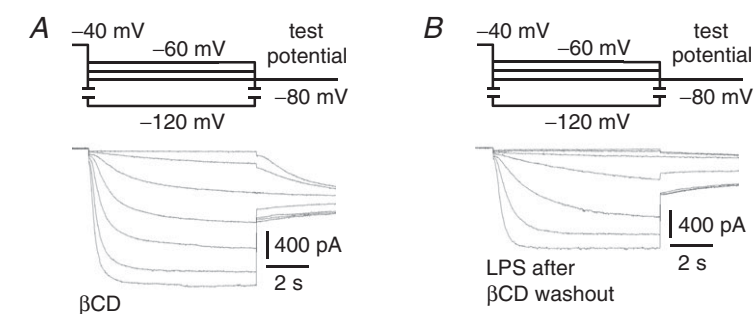 A
−40 mV
−60 mV
test
potential
−80 mV
−120 mV
400 pA
2 s
βCD
B
−40 mV
−60 mV
test
potential
−80 mV
−120 mV
400 pA
2 s
LPS after
βCD washout